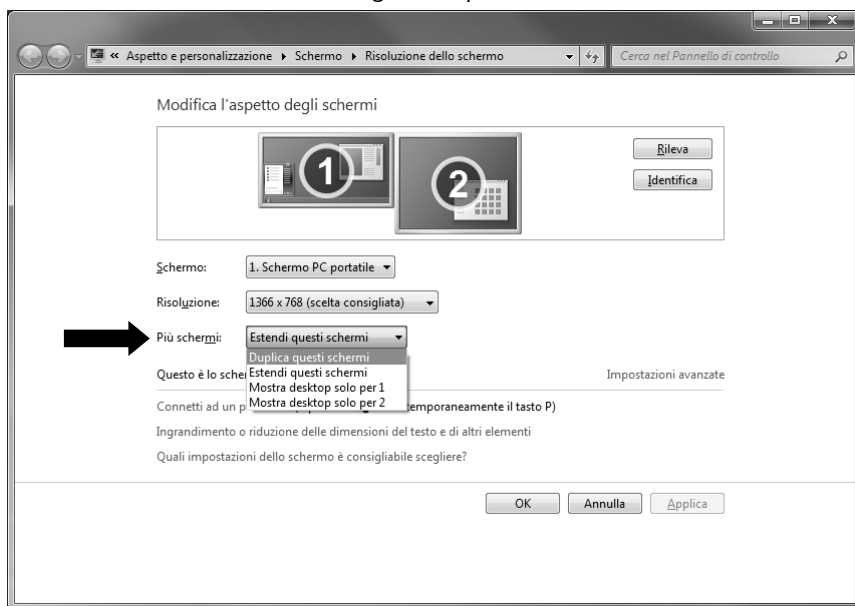 « Aspetto e personalizzazione ▸ Schermo ▸ Risoluzione dello schermo
Cerca nel Pannello di controllo
Modifica l'aspetto degli schermi
1
2
Rileva
Identifica
Schermo:
1. Schermo PC portatile
Risoluzione:
1366 x 768 (scelta consigliata)
Più schermi:
Estendi questi schermi
Duplica questi schermi
Estendi questi schermi
Mostra desktop solo per 1
Mostra desktop solo per 2
Questo è lo
Impostazioni avanzate
Connetti ad un temporaneamente il tasto P)
Ingrandimento o riduzione delle dimensioni del testo e di altri elementi
Quali impostazioni dello schermo è consigliabile scegliere?
OK
Annulla
Applica